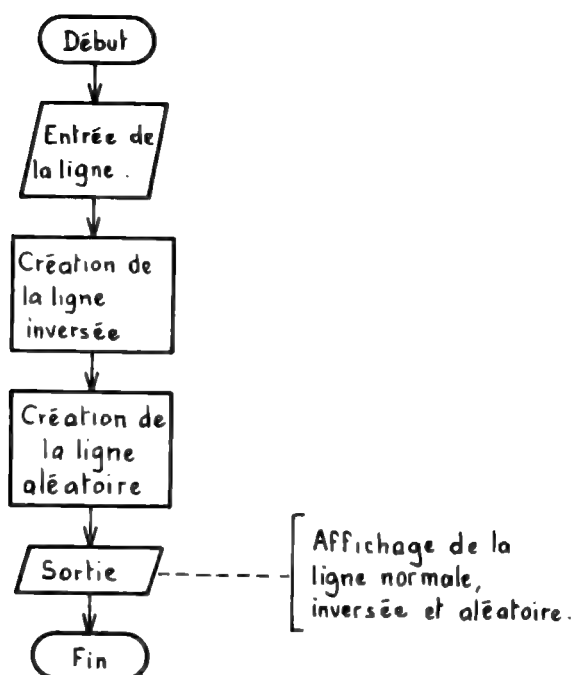 Début
Entrée de
la ligne.
Création de
la ligne
inversée
Création de
la ligne
aléatoire
Sortie
Affichage de la
ligne normale,
inversée et aléatoire.
Fin